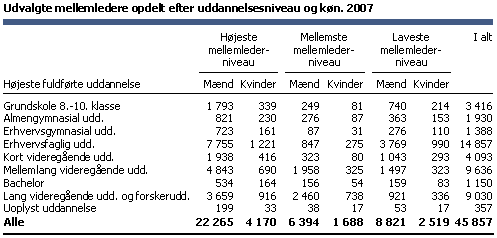 Udvalgte mellemledere opdelt efter uddannelsesniveau og køn. 2007
Højeste Mellemste Laveste I alt
mellemleder- mellemleder- mellemleder-
niveau niveau niveau
Højeste fuldførte uddannelse Mænd Kvinder Mænd Kvinder Mænd Kvinder
Grundskole 8.-10. klasse 1 793 339 249 81 740 214 3 416
Almengymnasial udd. 821 230 276 87 363 153 1 930
Erhvervsgymnasial udd. 723 161 87 31 276 110 1 388
Erhvervsfaglig udd. 7 755 1 221 847 275 3 769 990 14 857
Kort videregående udd. 1 938 416 323 80 1 043 293 4 093
Mellemlang videregående udd. 4 843 690 1 958 325 1 497 323 9 636
Bachelor 534 164 156 54 159 83 1 150
Lang videregående udd. og forskerudd. 3 659 916 2 460 738 921 336 9 030
Uoplyst uddannelse 199 33 38 17 53 17 357
Alle 22 265 4 170 6 394 1 688 8 821 2 519 45 857